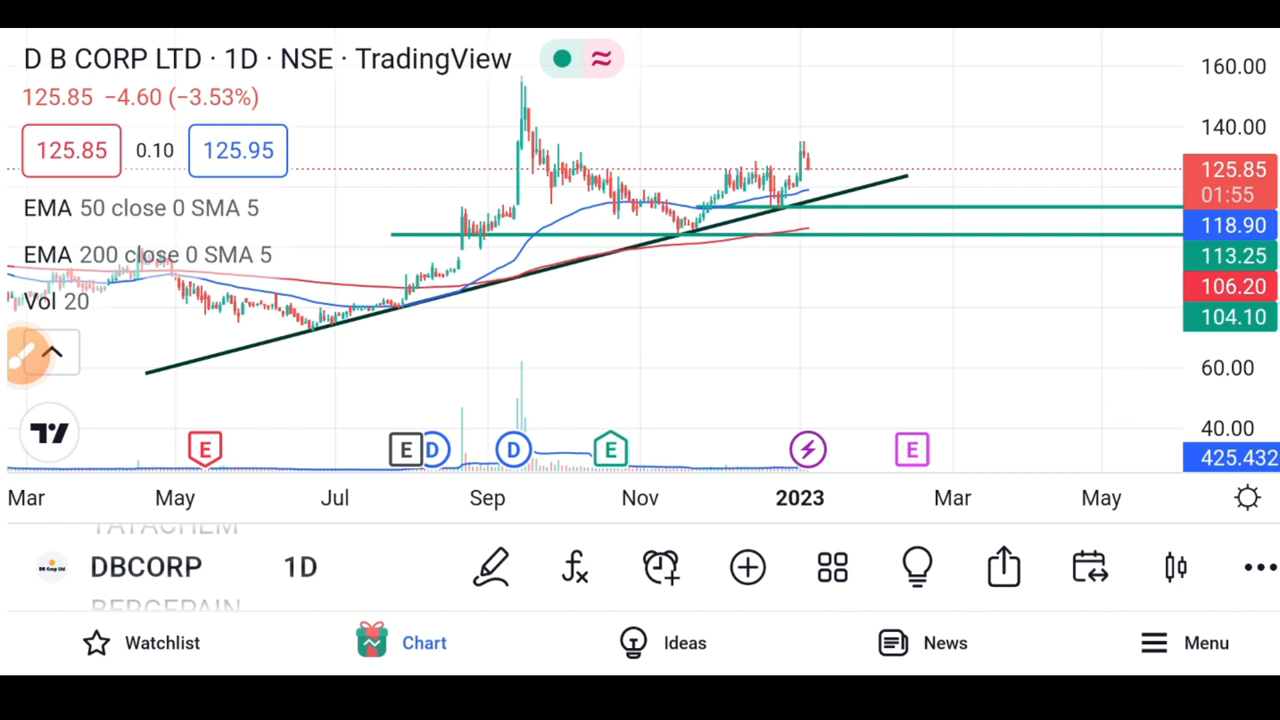 D B CORP LTD · 1D · NSE · TradingView
125.85 −4.60 (−3.53%)
125.85 0.10 125.95
EMA 50 close 0 SMA 5
EMA 200 close 0 SMA 5
Vol 20
160.00
140.00
125.85
01:55
118.90
113.25
106.20
104.10
60.00
40.00
425.432
E E D D E E
Mar May Jul Sep Nov 2023 Mar May
TATACHEM
DBCORP 1D
BERGEPAIN
Watchlist Chart Ideas News Menu